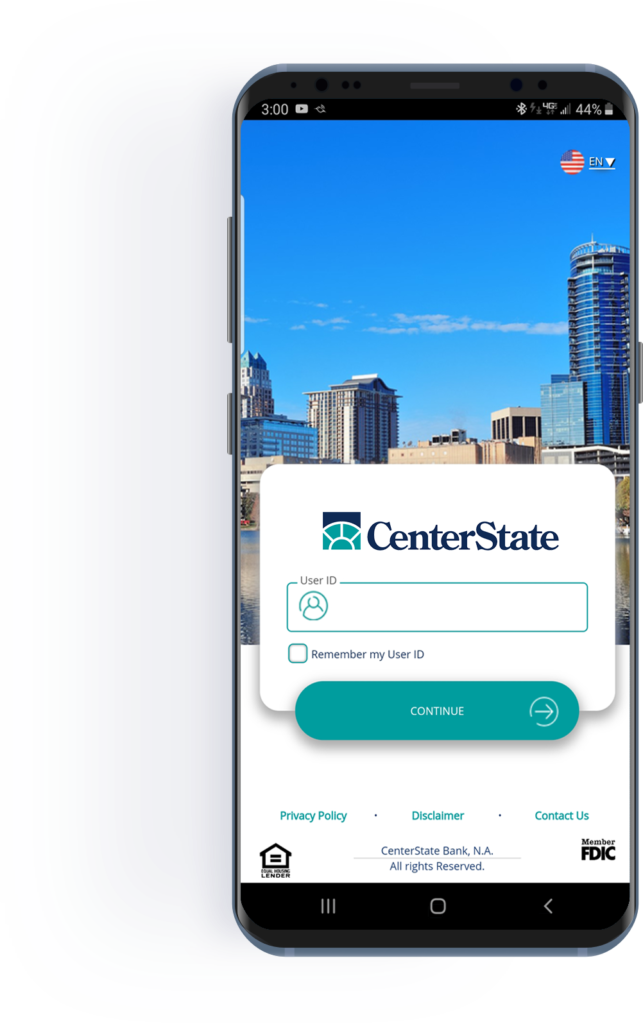 3:00
4G 44%
EN
CenterState
User ID
Remember my User ID
CONTINUE
Privacy Policy · Disclaimer · Contact Us
CenterState Bank, N.A.
All rights Reserved.
EQUAL HOUSING
LENDER
Member
FDIC